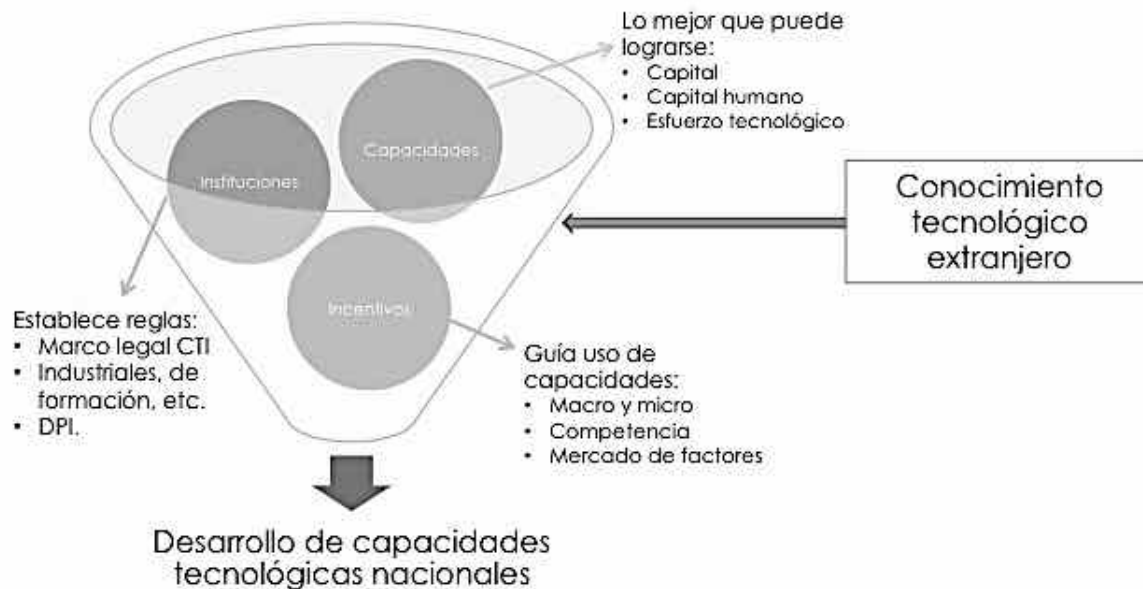 Lo mejor que puede
lograrse:
• Capital
• Capital humano
• Esfuerzo tecnológico
Capacidades
Instituciones
Conocimiento
tecnológico
extranjero
Incentivos
Establece reglas:
• Marco legal CTI
• Industriales, de
formación, etc.
• DPI.
Guía uso de
capacidades:
• Macro y micro
• Competencia
• Mercado de factores
Desarrollo de capacidades
tecnológicas nacionales